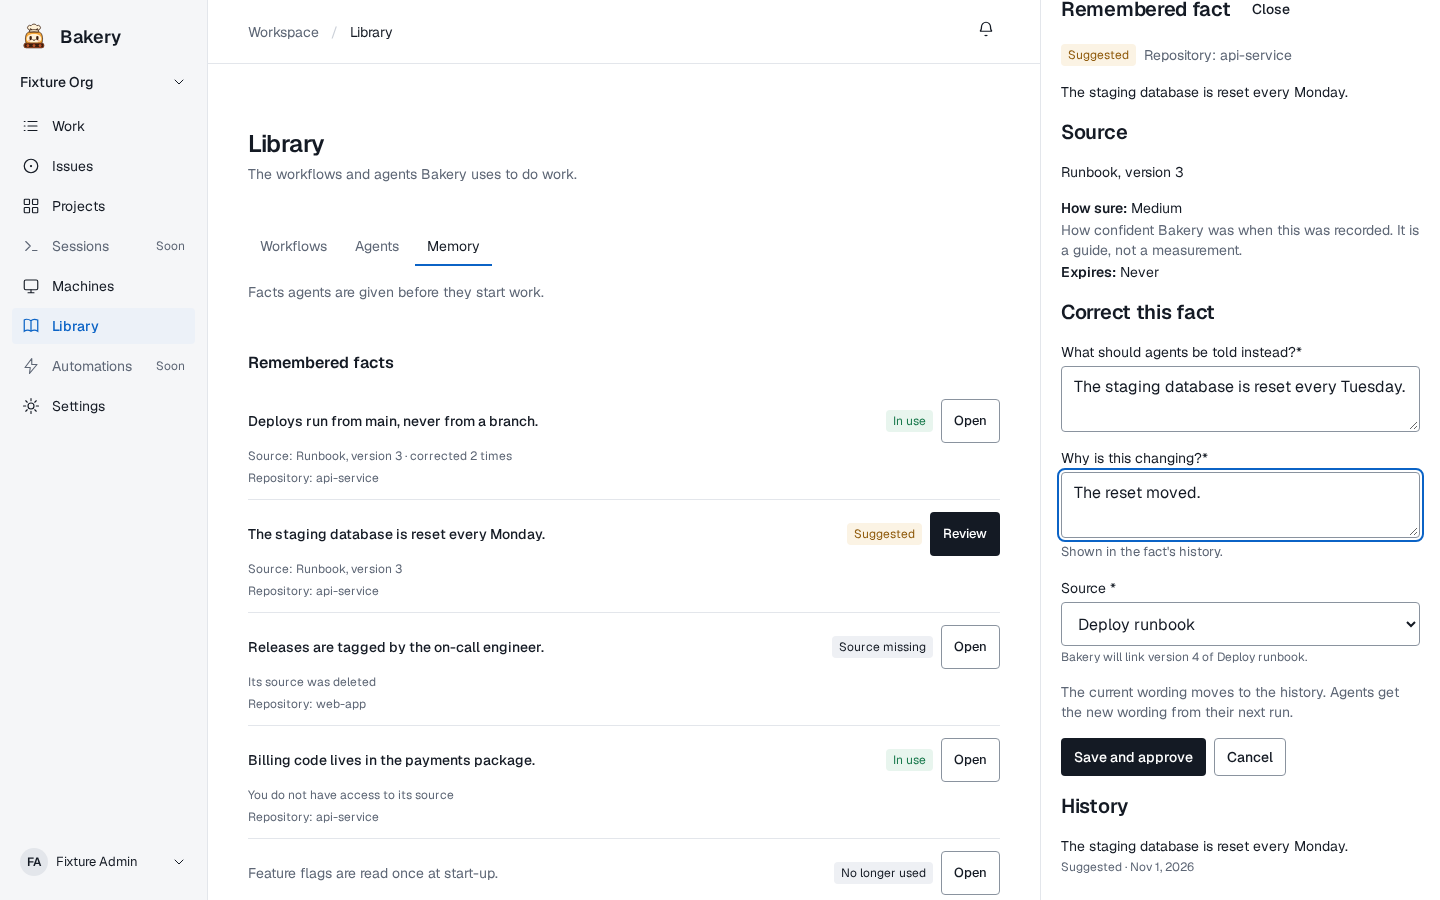 Bakery
Fixture Org
Work
Issues
Projects
Sessions Soon
Machines
Library
Automations Soon
Settings
FA Fixture Admin
Workspace / Library
Library
The workflows and agents Bakery uses to do work.
Workflows Agents Memory
Facts agents are given before they start work.
Remembered facts
Deploys run from main, never from a branch. In use Open
Source: Runbook, version 3 · corrected 2 times
Repository: api-service
The staging database is reset every Monday. Suggested Review
Source: Runbook, version 3
Repository: api-service
Releases are tagged by the on-call engineer. Source missing Open
Its source was deleted
Repository: web-app
Billing code lives in the payments package. In use Open
You do not have access to its source
Repository: api-service
Feature flags are read once at start-up. No longer used Open
Remembered fact Close
Suggested Repository: api-service
The staging database is reset every Monday.
Source
Runbook, version 3
How sure: Medium
How confident Bakery was when this was recorded. It is
a guide, not a measurement.
Expires: Never
Correct this fact
What should agents be told instead?*
The staging database is reset every Tuesday.
Why is this changing?*
The reset moved.
Shown in the fact's history.
Source *
Deploy runbook
Bakery will link version 4 of Deploy runbook.
The current wording moves to the history. Agents get
the new wording from their next run.
Save and approve Cancel
History
The staging database is reset every Monday.
Suggested · Nov 1, 2026